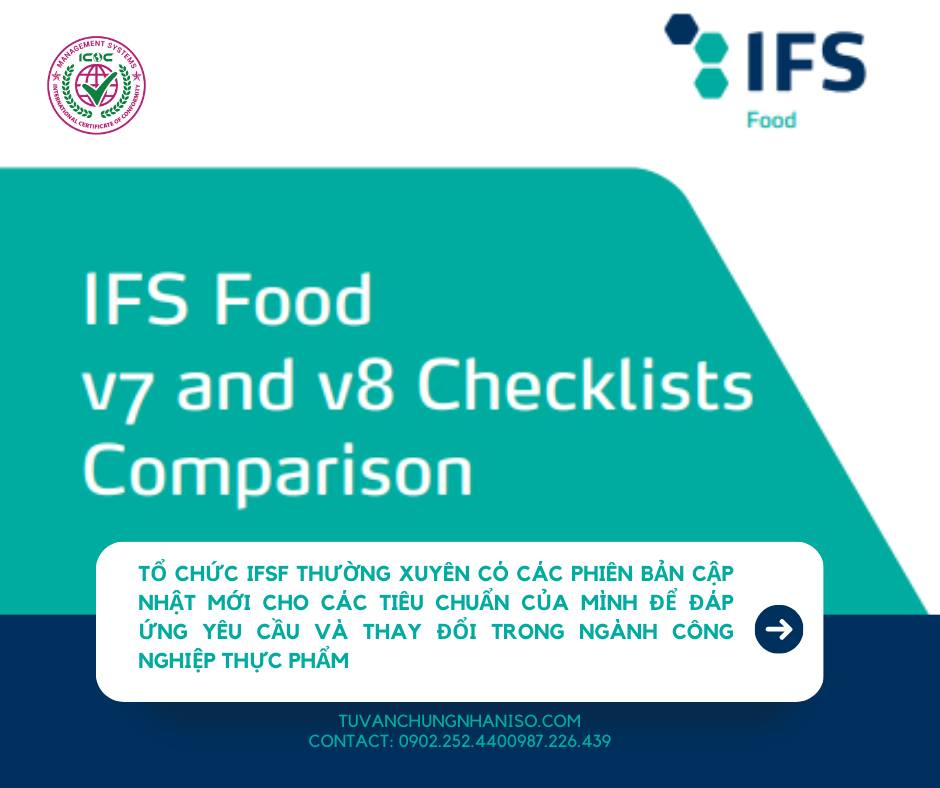 MANAGEMENT SYSTEMS
ICOC
INTERNATIONAL CERTIFICATE OF CONFORMITY
IFS
Food
IFS Food
v7 and v8 Checklists
Comparison
TỔ CHỨC IFSF THƯỜNG XUYÊN CÓ CÁC PHIÊN BẢN CẬP
NHẬT MỚI CHO CÁC TIÊU CHUẨN CỦA MÌNH ĐỂ ĐÁP
ỨNG YÊU CẦU VÀ THAY ĐỔI TRONG NGÀNH CÔNG
NGHIỆP THỰC PHẨM
TUVANCHUNGNHANISO.COM
CONTACT: 0902.252.4400987.226.439